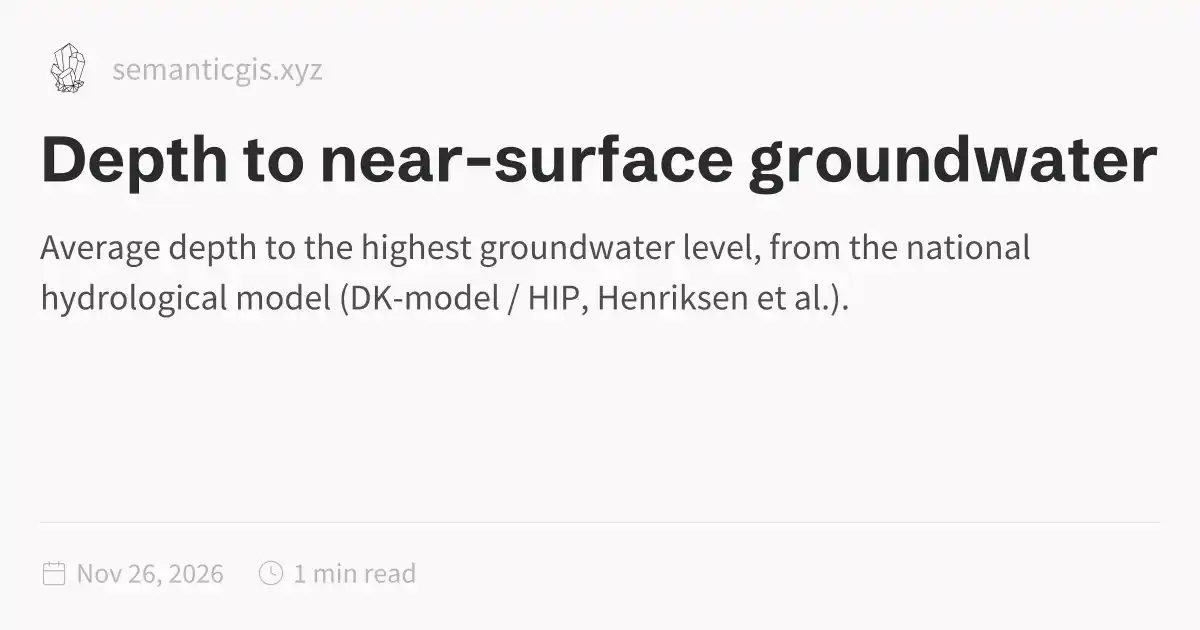 semanticgis.xyz
Depth to near-surface groundwater
Average depth to the highest groundwater level, from the national
hydrological model (DK-model / HIP, Henriksen et al.).
Nov 26, 2026 1 min read